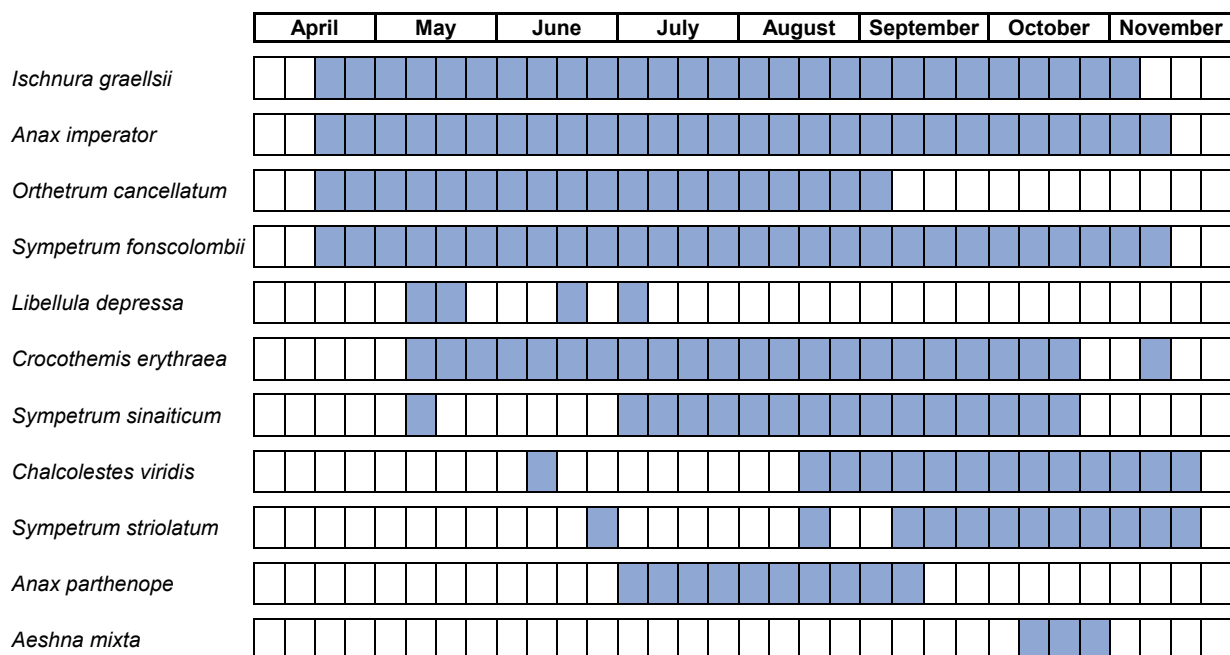 April May June July August September October November
Ischnura graellsii
Anax imperator
Orthetrum cancellatum
Sympetrum fonscolombii
Libellula depressa
Crocothemis erythraea
Sympetrum sinaiticum
Chalcolestes viridis
Sympetrum striolatum
Anax parthenope
Aeshna mixta